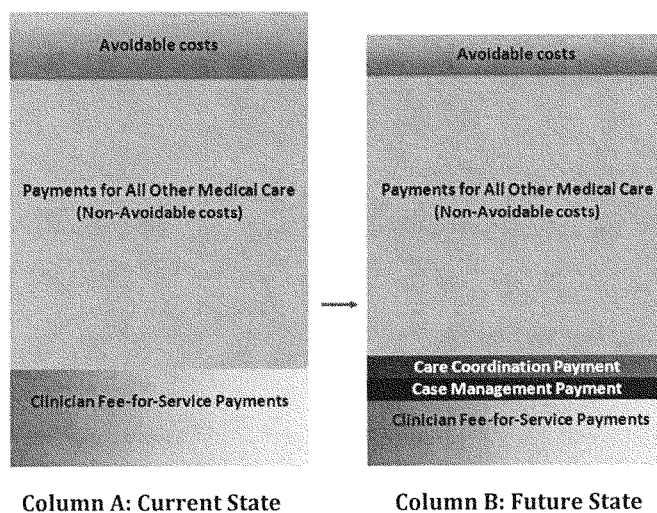 Avoidable costs
Payments for All Other Medical Care
(Non-Avoidable costs)
Clinician Fee-for-Service Payments
Column A: Current State
Avoidable costs
Payments for All Other Medical Care
(Non-Avoidable costs)
Care Coordination Payment
Case Management Payment
Clinician Fee-for-Service Payments
Column B: Future State